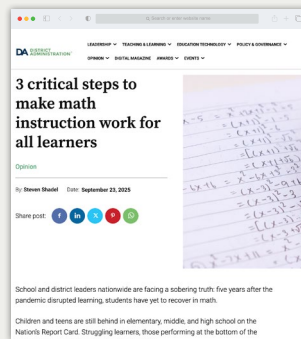 Search or enter website name
DA DISTRICT
ADMINISTRATION
LEADERSHIP TEACHING & LEARNING EDUCATION TECHNOLOGY POLICY & GOVERNANCE
OPINION DIGITAL MAGAZINE AWARDS EVENTS
3 critical steps to
make math
instruction work for
all learners
Opinion
By: Steven Shadel Date: September 23, 2025
Share post:
School and district leaders nationwide are facing a sobering truth: five years after the
pandemic disrupted learning, students have yet to recover in math.
Children and teens are still behind in elementary, middle, and high school on the
Nation's Report Card. Struggling learners, those performing at the bottom of the